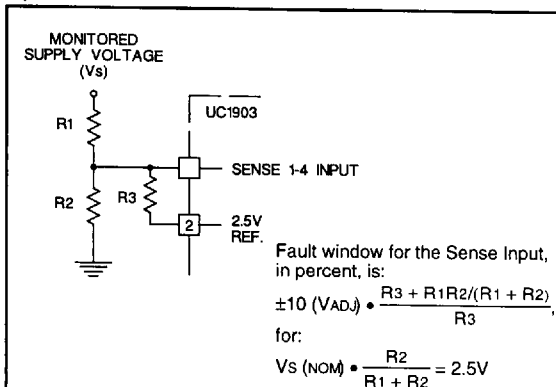 MONITORED
SUPPLY VOLTAGE
(Vs)
UC1903
R1
SENSE 1-4 INPUT
R2
R3
2
2.5V
REF.
Fault window for the Sense Input,
in percent, is:
±10 (VADJ) • R3 + R1R2/(R1 + R2) / R3,
for:
VS (NOM) • R2 / R1 + R2 = 2.5V